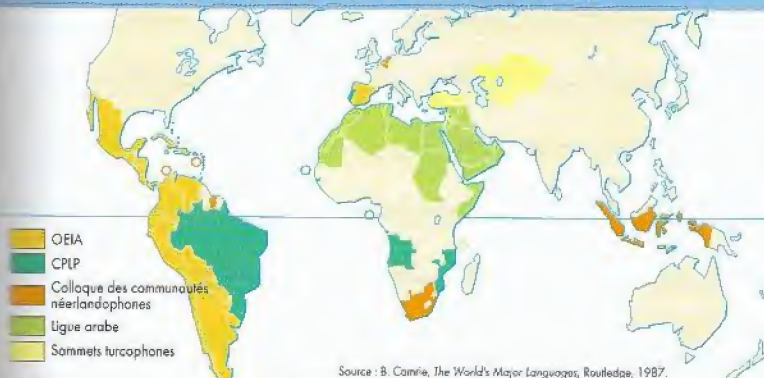 OEIA
CPLP
Colloque des communautés
néerlandophones
Ligue arabe
Sommets turcophones
Source : B. Comrie, The World's Major Languages, Routledge, 1987.